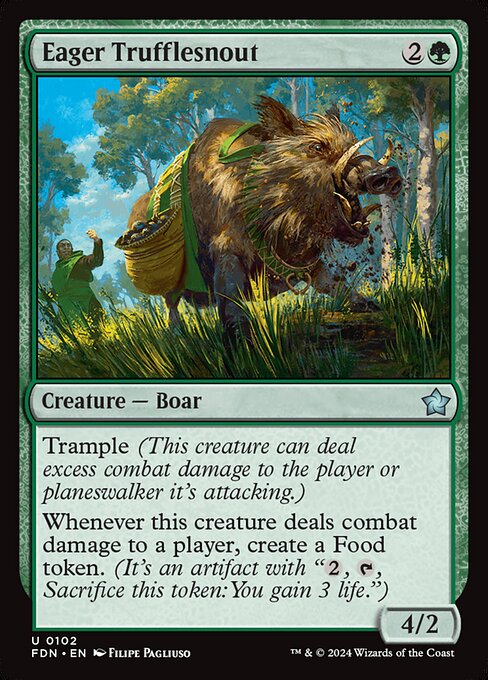 Eager Trufflesnout 2
Creature — Boar
Trample (This creature can deal
excess combat damage to the player or
planeswalker it's attacking.)
Whenever this creature deals combat
damage to a player, create a Food
token. (It's an artifact with “2, ,
Sacrifice this token: You gain 3 life.”)
4/2
U 0102
FDN • EN Filipe Pagliuso
™ & © 2024 Wizards of the Coast